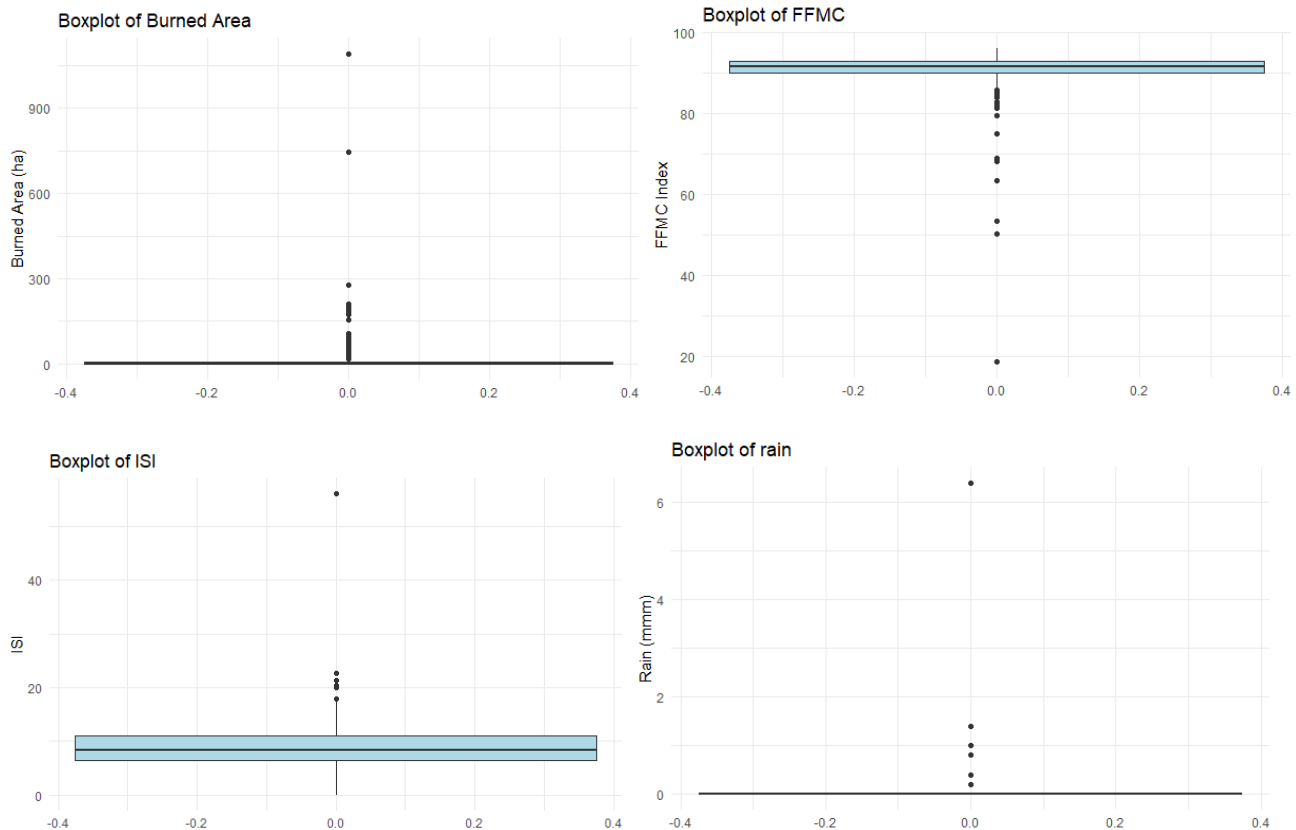 Boxplot of Burned Area
Burned Area (ha)
900
600
300
0
-0.4 -0.2 0.0 0.2 0.4
Boxplot of FFMC
FFMC Index
100
80
60
40
20
-0.4 -0.2 0.0 0.2 0.4
Boxplot of ISI
ISI
40
20
0
-0.4 -0.2 0.0 0.2 0.4
Boxplot of rain
Rain (mmm)
6
4
2
0
-0.4 -0.2 0.0 0.2 0.4